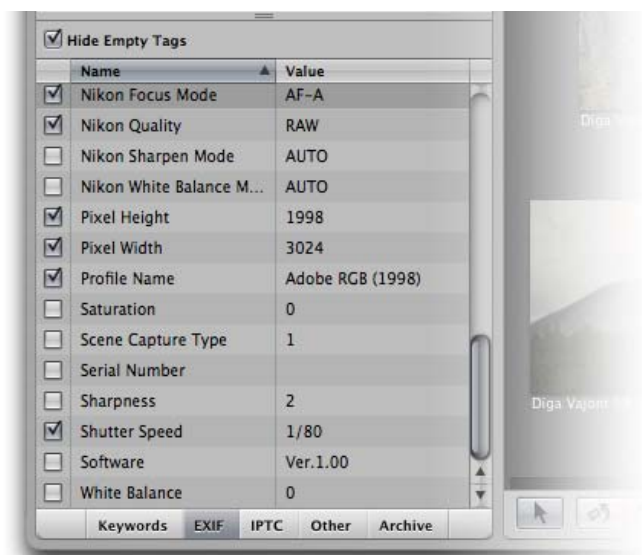 Hide Empty Tags
Name Value
Nikon Focus Mode AF-A
Nikon Quality RAW
Nikon Sharpen Mode AUTO
Nikon White Balance M... AUTO
Pixel Height 1998
Pixel Width 3024
Profile Name Adobe RGB (1998)
Saturation 0
Scene Capture Type 1
Serial Number
Sharpness 2
Shutter Speed 1/80
Software Ver.1.00
White Balance 0
Keywords EXIF IPTC Other Archive
Diga
Diga Vajont